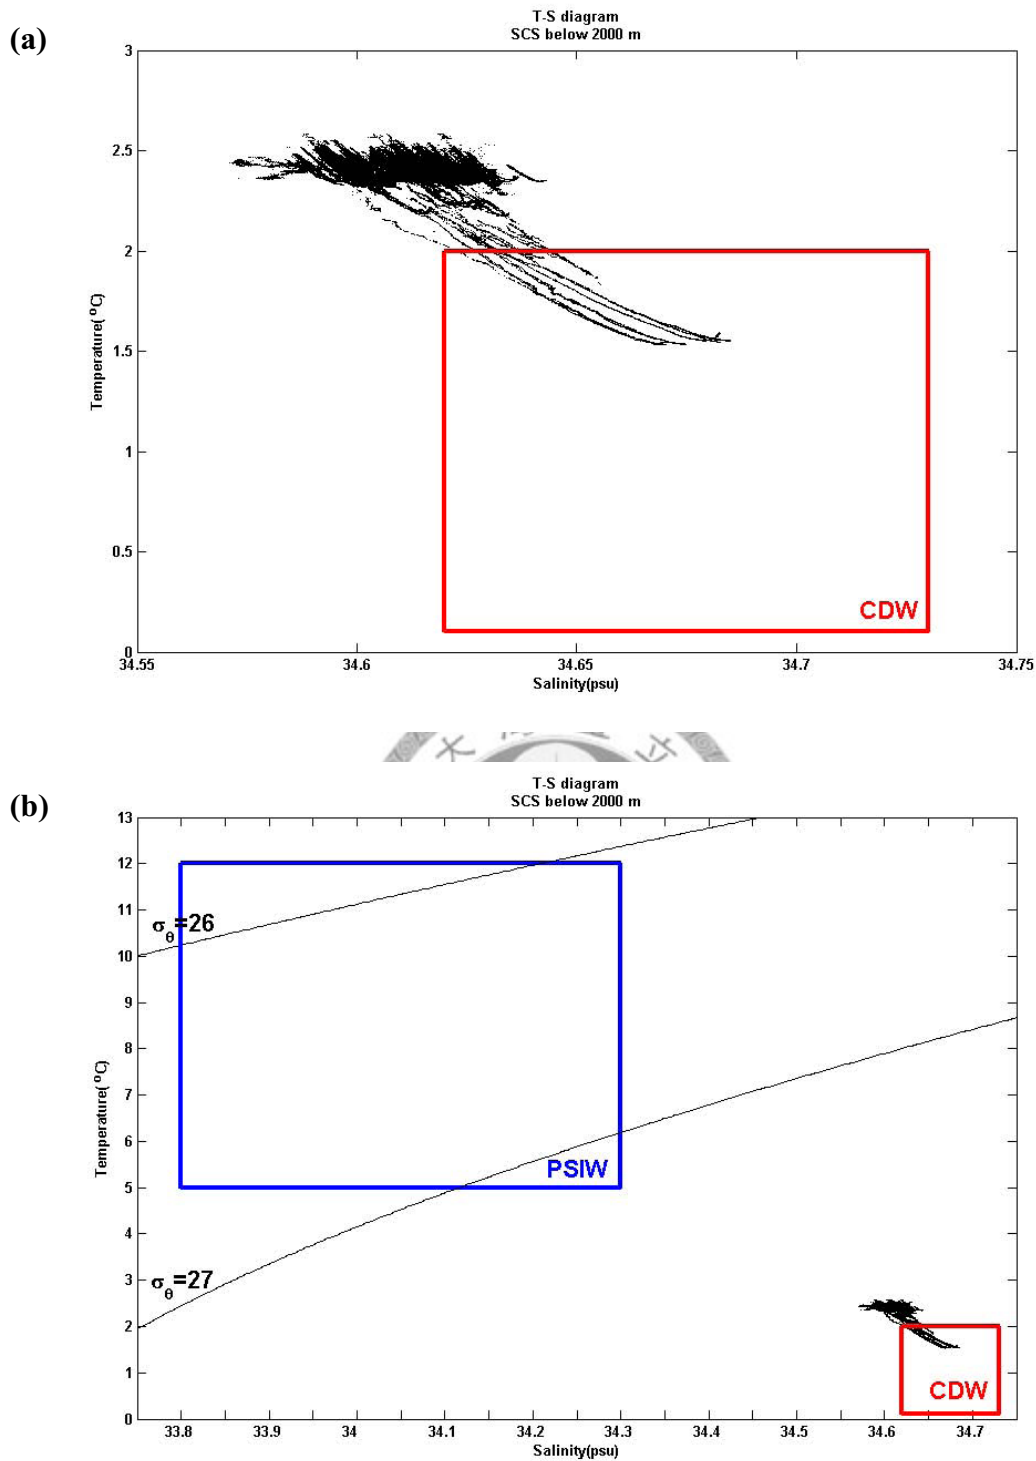 (a)
T-S diagram
SCS below 2000 m
3
2.5
2
1.5
1
0.5
0
Temperature(°C)
CDW
34.55
34.6
34.65
34.7
34.75
Salinity(psu)
大
(b)
T-S diagram
SCS below 2000 m
13
12
11
10
9
8
7
6
5
4
3
2
1
0
Temperature(°C)
σθ=26
PSIW
σθ=27
CDW
33.8
33.9
34
34.1
34.2
34.3
34.4
34.5
34.6
34.7
Salinity(psu)